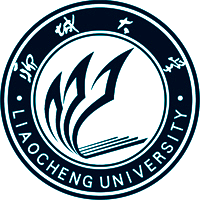 聊城大学
· LIAOCHENG UNIVERSITY ·